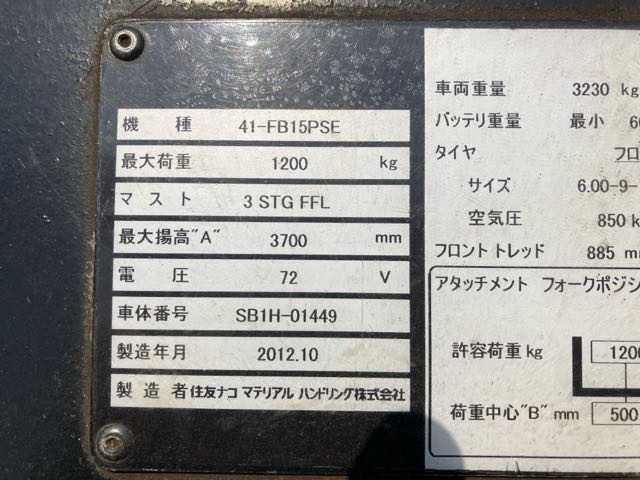 機 種 41-FB15PSE
最大荷重 1200 kg
マ ス ト 3 STG FFL
最大揚高"A" 3700 mm
電 圧 72 V
車体番号 SB1H-01449
製造年月 2012.10
製 造 者 住友ナコ マテリアル ハンドリング株式会社
車両重量 3230 kg
バッテリ重量 最小 60
タイヤ フロ
サイズ 6.00-9-
空気圧 850 k
フロント トレッド 885 mm
アタッチメント フォークポジシ
許容荷重 kg 1200
荷重中心"B" mm 500